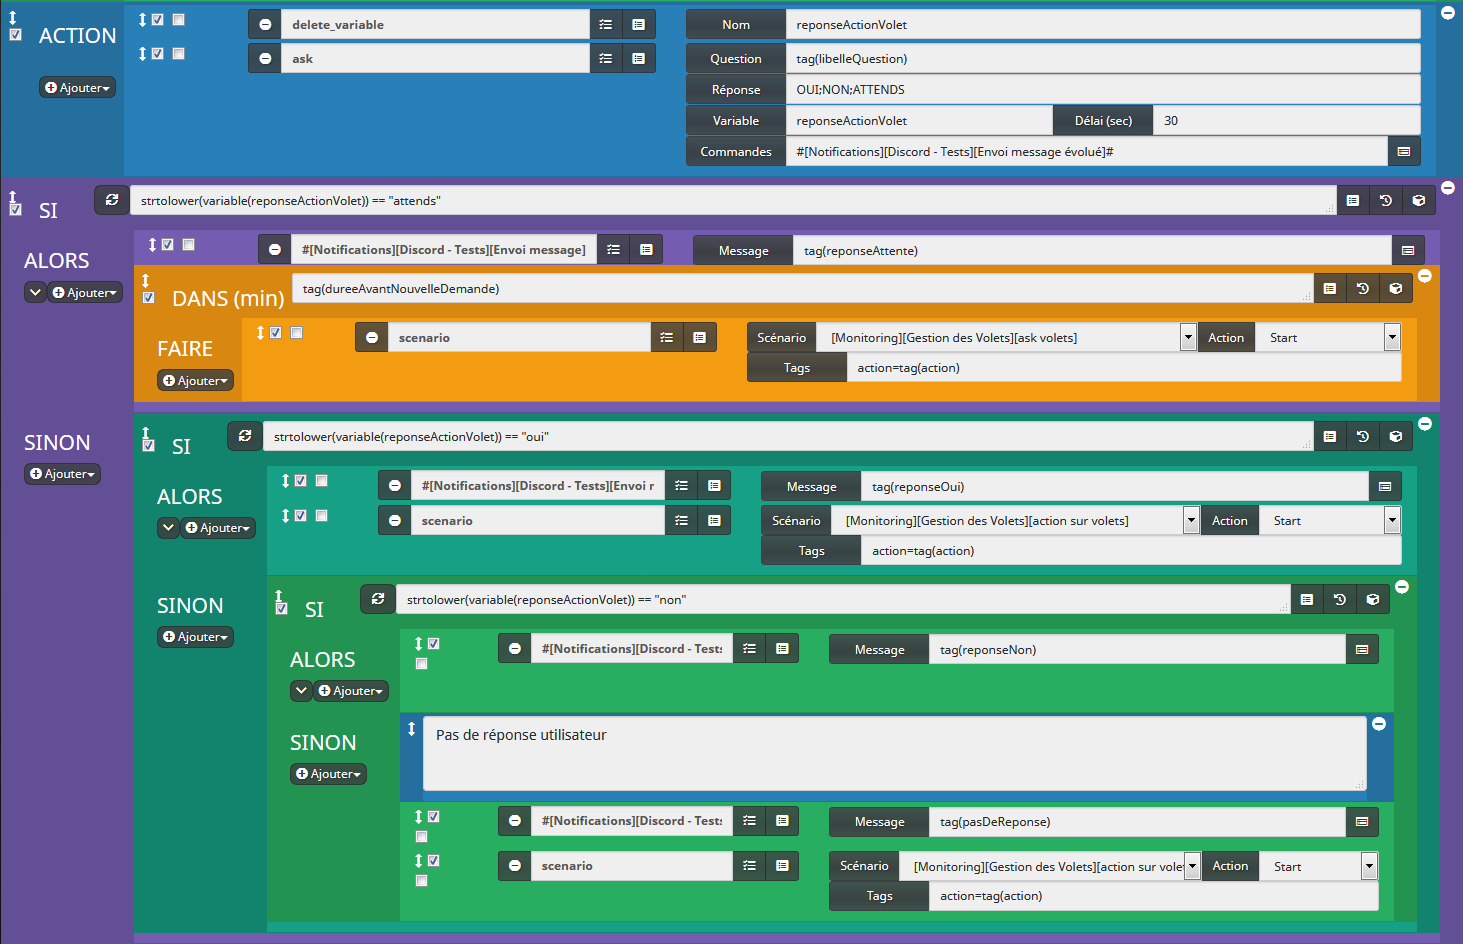 ACTION
Ajouter
delete_variable
Nom
reponseActionVolet
ask
Question
tag(libelleQuestion)
Réponse
OUI;NON;ATTENDS
Variable
reponseActionVolet
Délai (sec)
30
Commandes
#[Notifications][Discord - Tests][Envoi message évolué]#
SI
strtolower(variable(reponseActionVolet)) == "attends"
ALORS
Ajouter
#[Notifications][Discord - Tests][Envoi message]
Message
tag(reponseAttente)
DANS (min)
tag(dureeAvantNouvelleDemande)
FAIRE
Ajouter
scenario
Scénario
[Monitoring][Gestion des Volets][ask volets]
Action
Start
Tags
action=tag(action)
SINON
Ajouter
SI
strtolower(variable(reponseActionVolet)) == "oui"
ALORS
Ajouter
#[Notifications][Discord - Tests][Envoi r
Message
tag(reponseOui)
scenario
Scénario
[Monitoring][Gestion des Volets][action sur volets]
Action
Start
Tags
action=tag(action)
SINON
Ajouter
SI
strtolower(variable(reponseActionVolet)) == "non"
ALORS
Ajouter
#[Notifications][Discord - Tests
Message
tag(reponseNon)
SINON
Ajouter
Pas de réponse utilisateur
#[Notifications][Discord - Tests
Message
tag(pasDeReponse)
scenario
Scénario
[Monitoring][Gestion des Volets][action sur volet
Action
Start
Tags
action=tag(action)